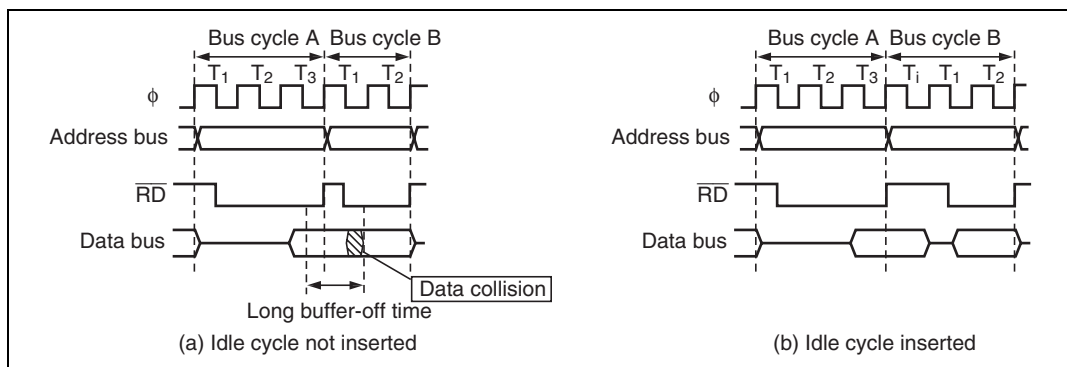 Bus cycle A Bus cycle B
T1 T2 T3 T1 T2
ϕ
Address bus
RD
Data bus
Data collision
Long buffer-off time
(a) Idle cycle not inserted
Bus cycle A Bus cycle B
T1 T2 T3 Ti T1 T2
ϕ
Address bus
RD
Data bus
(b) Idle cycle inserted